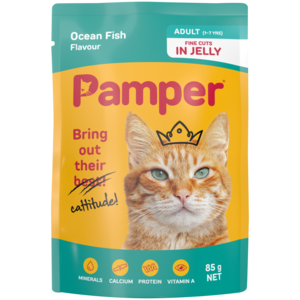 Ocean Fish
Flavour
ADULT (1-7 YRS)
FINE CUTS
IN JELLY
Pamper
Bring
out
their
best!
cattitude!
MINERALS
CALCIUM
PROTEIN
VITAMIN A
85 g
NET